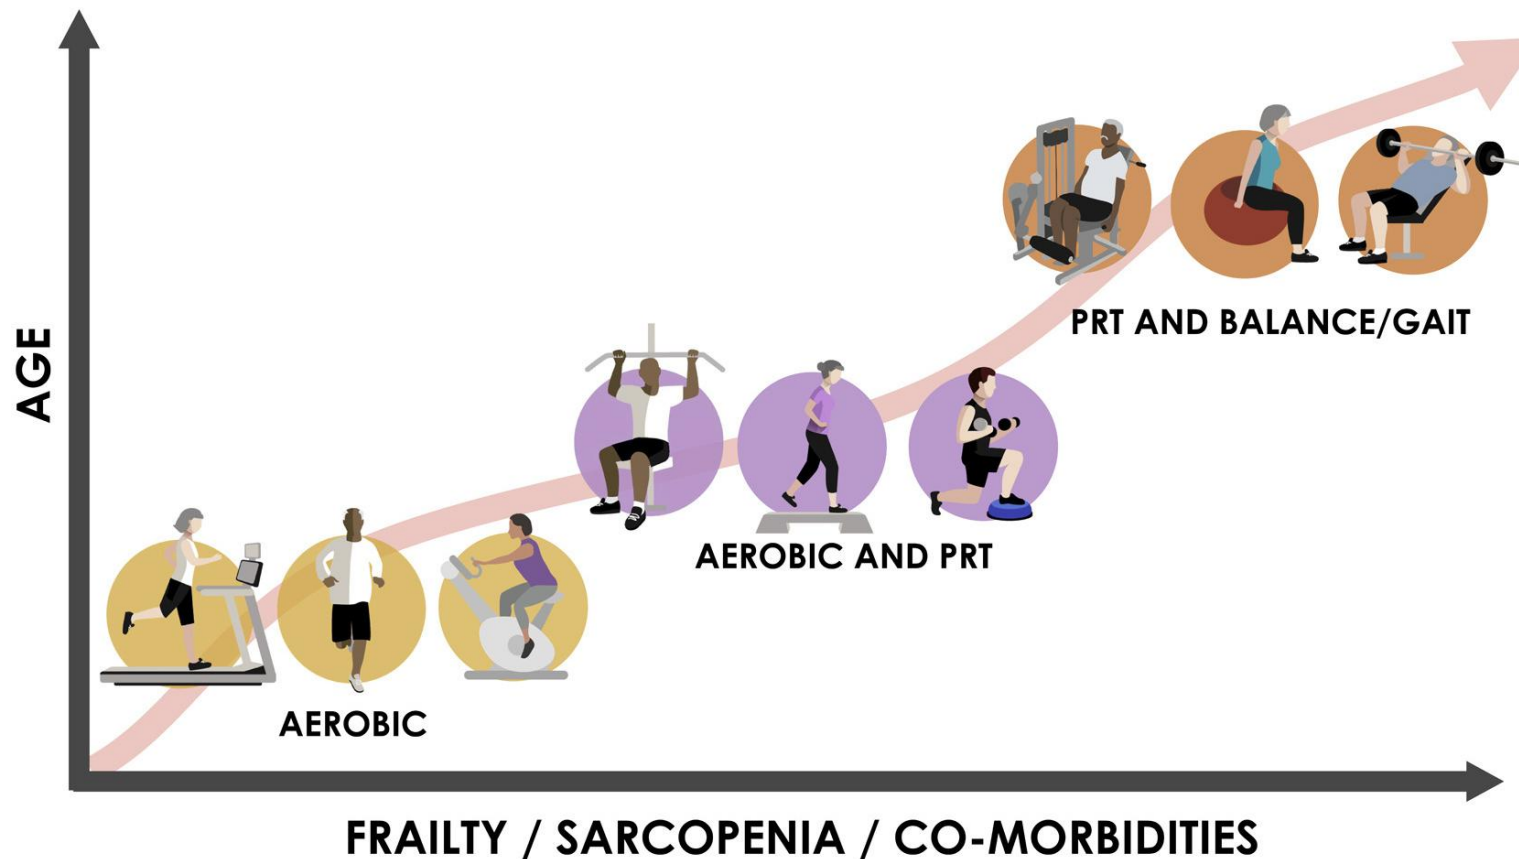 AGE
PRT AND BALANCE/GAIT
AEROBIC AND PRT
AEROBIC
FRAILTY / SARCOPENIA / CO-MORBIDITIES